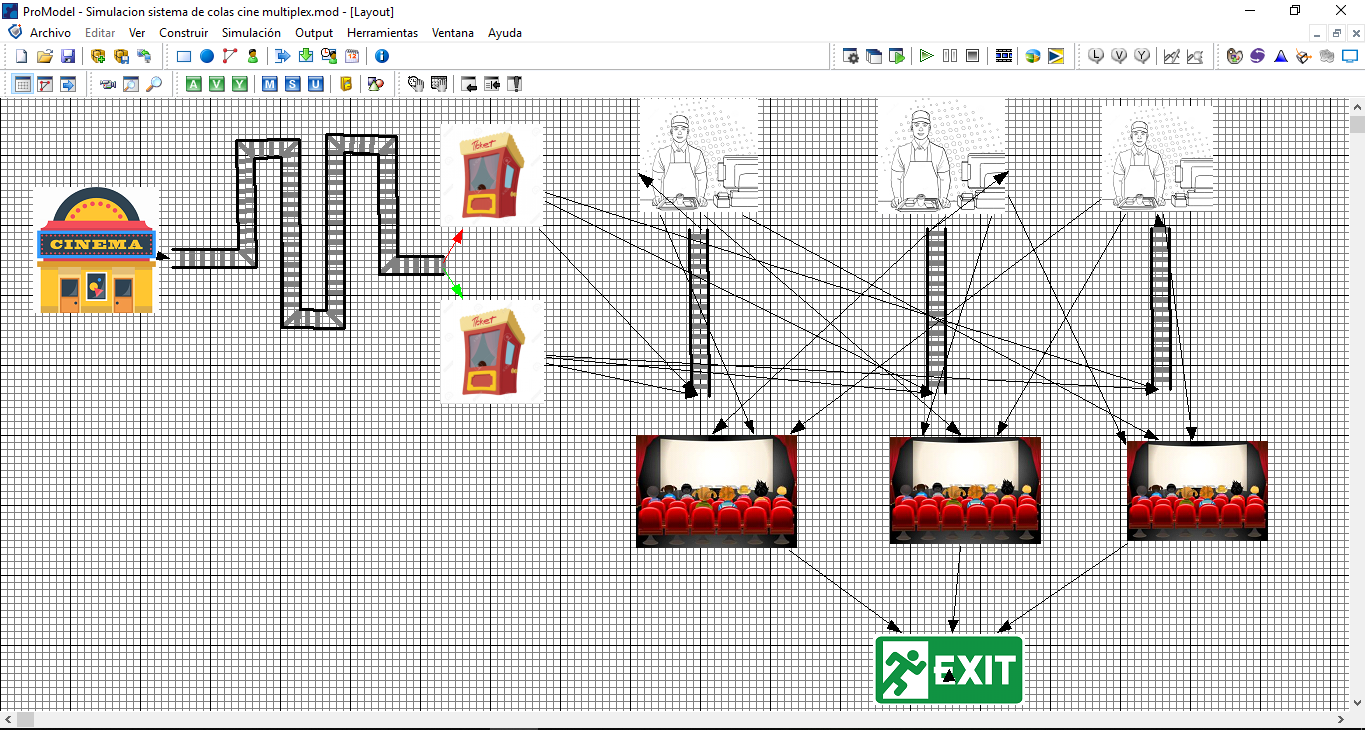 ProModel - Simulacion sistema de colas cine multiplex.mod - [Layout]
Archivo Editar Ver Construir Simulación Output Herramientas Ventana Ayuda
L V Y
A V Y M S U
CINEMA
Ticket
Ticket
EXIT